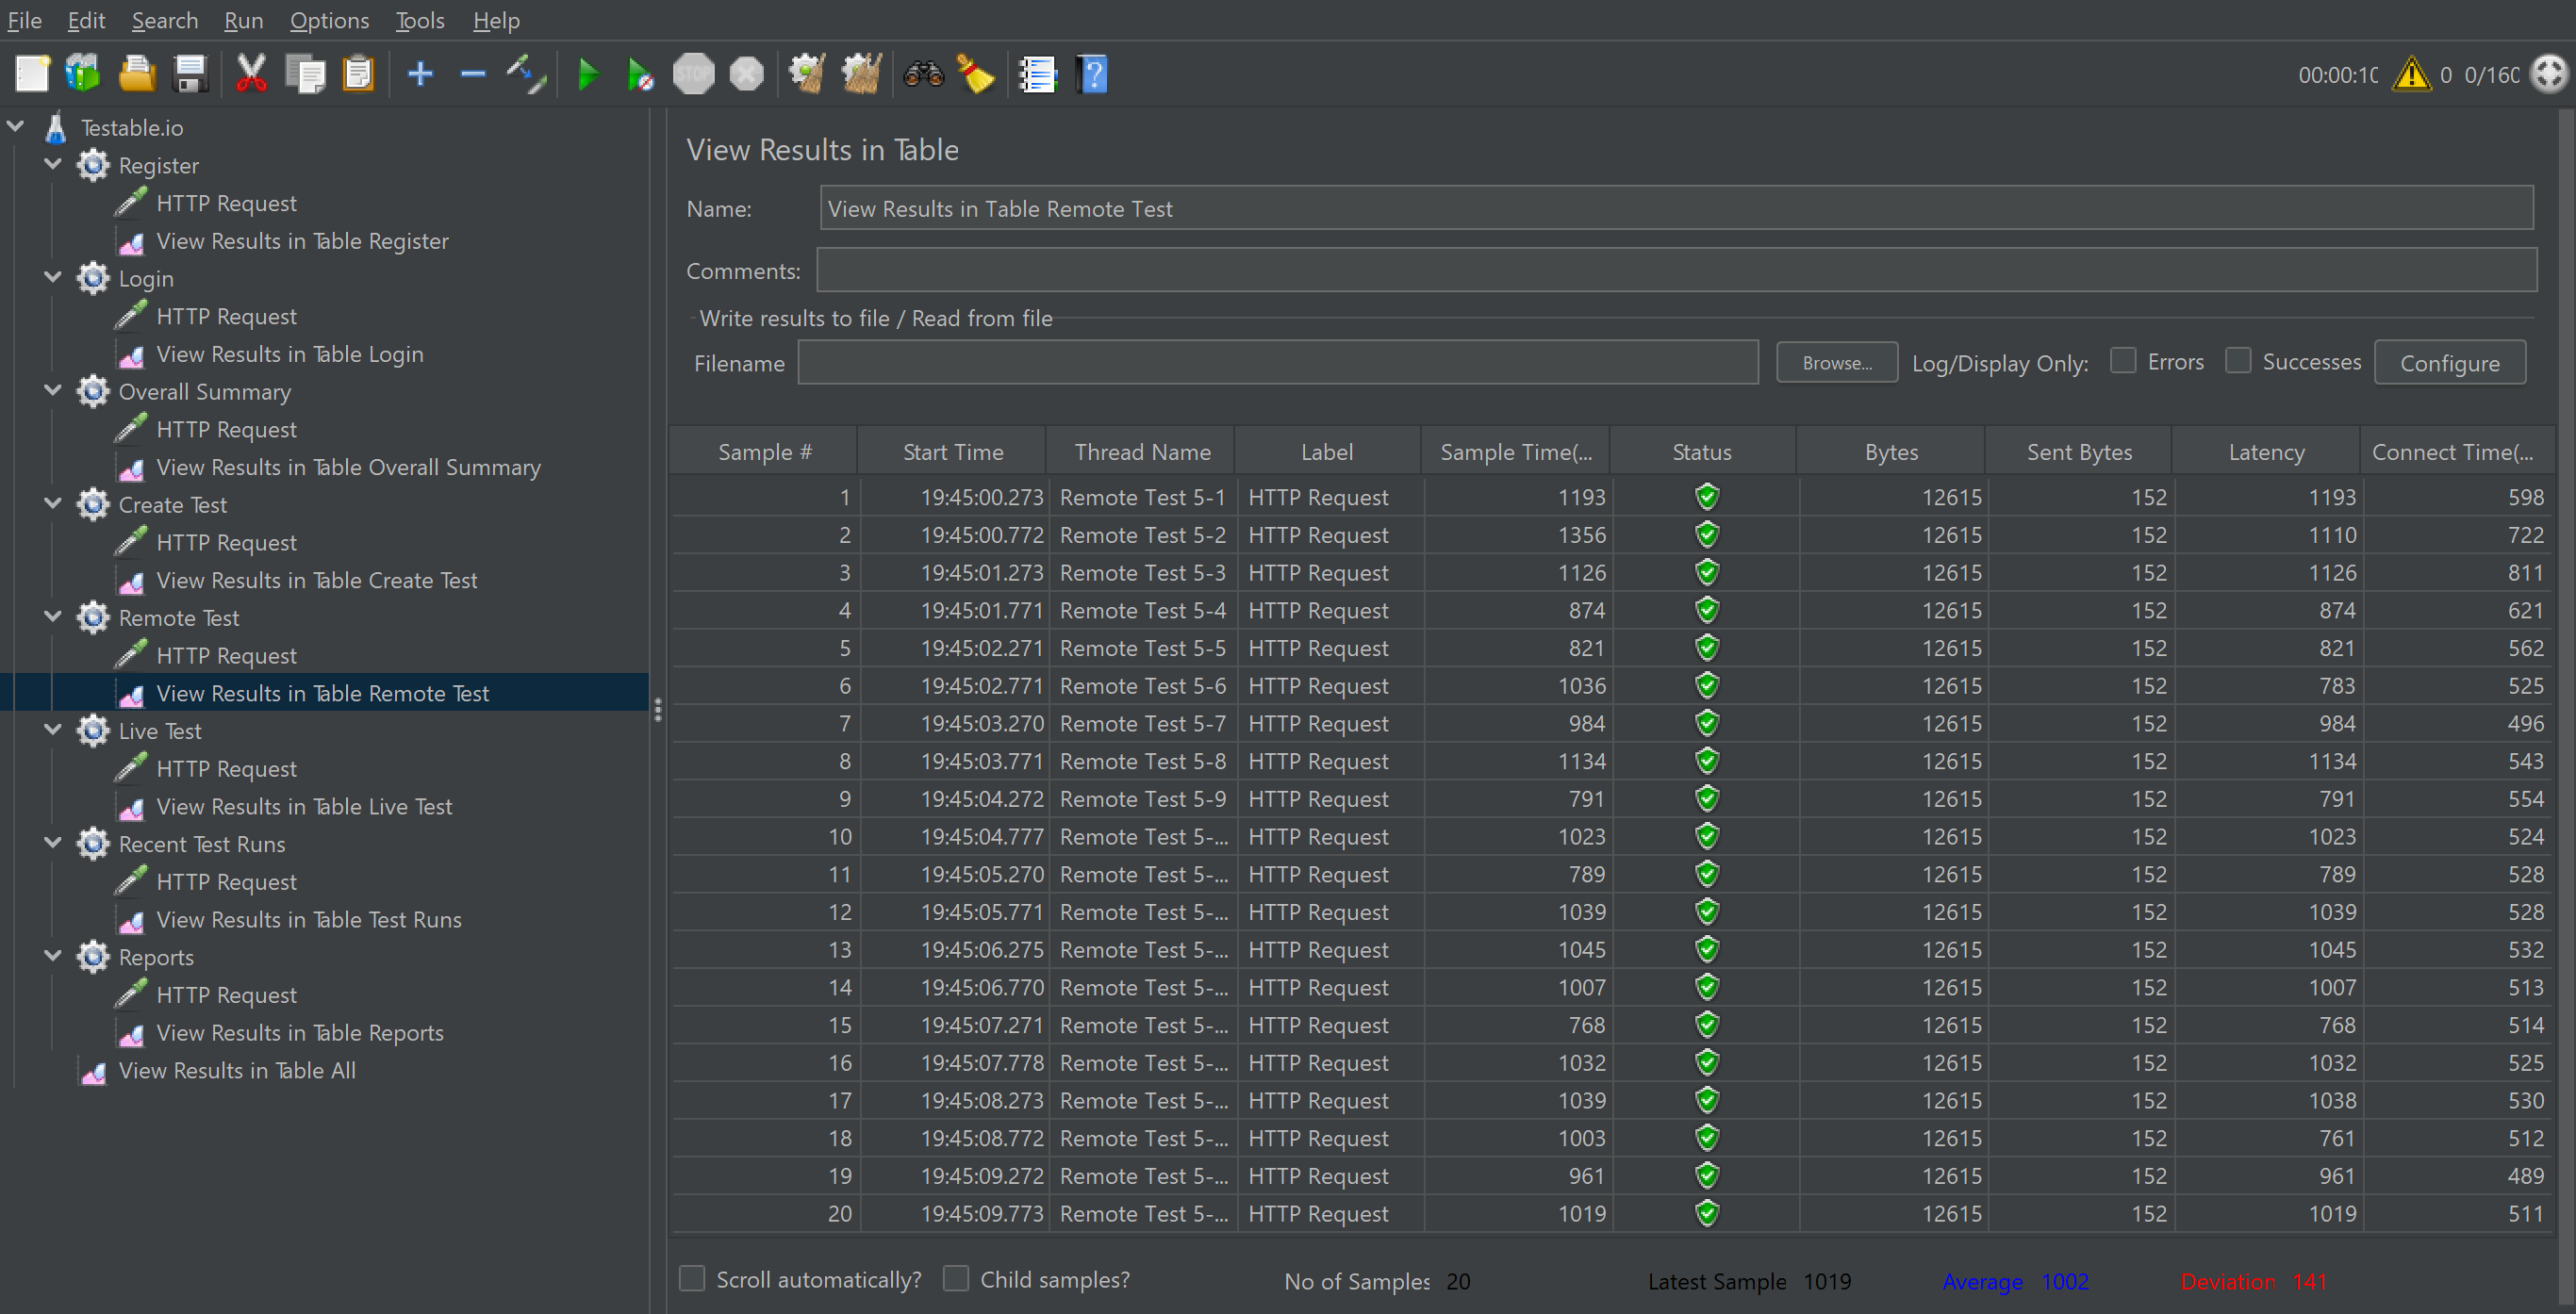 File Edit Search Run Options Tools Help
STOP
00:00:10 0 0/160
Testable.io
Register
HTTP Request
View Results in Table Register
Login
HTTP Request
View Results in Table Login
Overall Summary
HTTP Request
View Results in Table Overall Summary
Create Test
HTTP Request
View Results in Table Create Test
Remote Test
HTTP Request
View Results in Table Remote Test
Live Test
HTTP Request
View Results in Table Live Test
Recent Test Runs
HTTP Request
View Results in Table Test Runs
Reports
HTTP Request
View Results in Table Reports
View Results in Table All
View Results in Table
Name: View Results in Table Remote Test
Comments:
Write results to file / Read from file
Filename Browse... Log/Display Only: Errors Successes Configure
Sample # Start Time Thread Name Label Sample Time(... Status Bytes Sent Bytes Latency Connect Time(...
1 19:45:00.273 Remote Test 5-1 HTTP Request 1193 12615 152 1193 598
2 19:45:00.772 Remote Test 5-2 HTTP Request 1356 12615 152 1110 722
3 19:45:01.273 Remote Test 5-3 HTTP Request 1126 12615 152 1126 811
4 19:45:01.771 Remote Test 5-4 HTTP Request 874 12615 152 874 621
5 19:45:02.271 Remote Test 5-5 HTTP Request 821 12615 152 821 562
6 19:45:02.771 Remote Test 5-6 HTTP Request 1036 12615 152 783 525
7 19:45:03.270 Remote Test 5-7 HTTP Request 984 12615 152 984 496
8 19:45:03.771 Remote Test 5-8 HTTP Request 1134 12615 152 1134 543
9 19:45:04.272 Remote Test 5-9 HTTP Request 791 12615 152 791 554
10 19:45:04.777 Remote Test 5-... HTTP Request 1023 12615 152 1023 524
11 19:45:05.270 Remote Test 5-... HTTP Request 789 12615 152 789 528
12 19:45:05.771 Remote Test 5-... HTTP Request 1039 12615 152 1039 528
13 19:45:06.275 Remote Test 5-... HTTP Request 1045 12615 152 1045 532
14 19:45:06.770 Remote Test 5-... HTTP Request 1007 12615 152 1007 513
15 19:45:07.271 Remote Test 5-... HTTP Request 768 12615 152 768 514
16 19:45:07.778 Remote Test 5-... HTTP Request 1032 12615 152 1032 525
17 19:45:08.273 Remote Test 5-... HTTP Request 1039 12615 152 1038 530
18 19:45:08.772 Remote Test 5-... HTTP Request 1003 12615 152 761 512
19 19:45:09.272 Remote Test 5-... HTTP Request 961 12615 152 961 489
20 19:45:09.773 Remote Test 5-... HTTP Request 1019 12615 152 1019 511
Scroll automatically? Child samples? No of Samples 20 Latest Sample 1019 Average 1002 Deviation 141